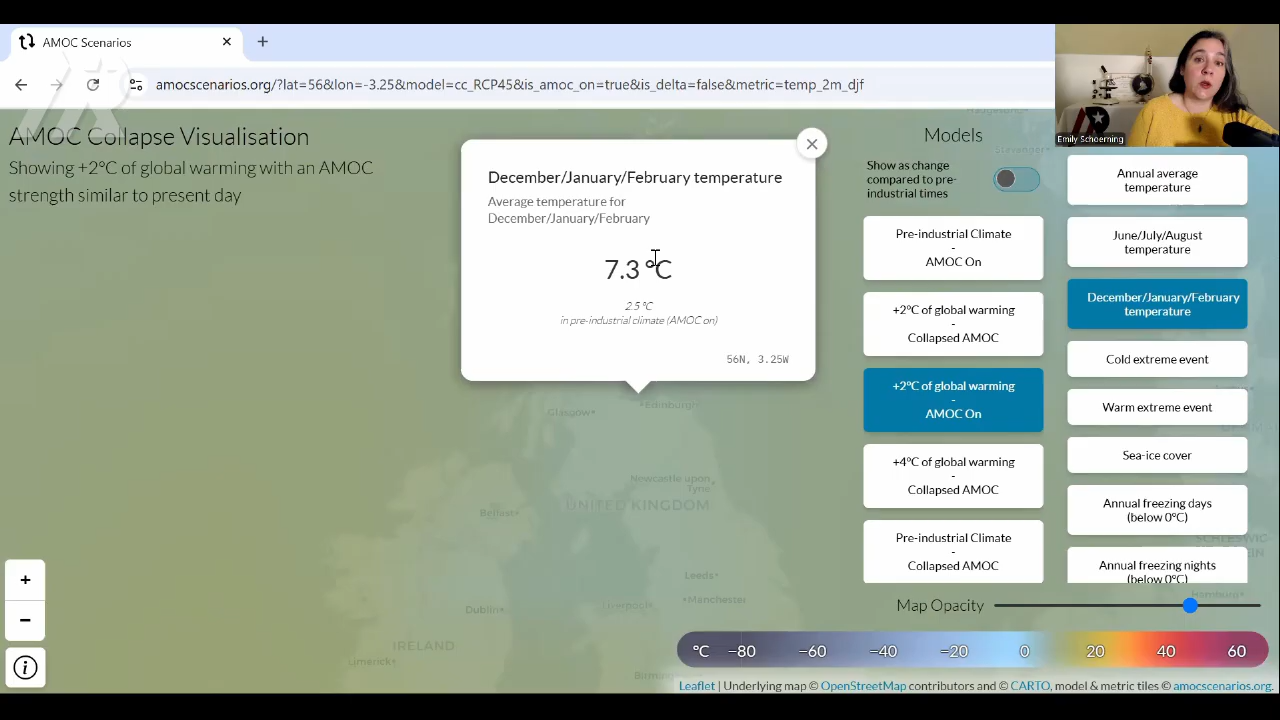 AMOC Scenarios
amocscenarios.org/?lat=56&lon=-3.25&model=cc_RCP45&is_amoc_on=true&is_delta=false&metric=temp_2m_djf
Emily Schoerning
AMOC Collapse Visualisation
Showing +2°C of global warming with an AMOC
strength similar to present day
December/January/February temperature
Average temperature for
December/January/February
7.3 °C
2.5 °C
in pre-industrial climate (AMOC on)
56N, 3.25W
Models
Show as change
compared to pre-
industrial times
Pre-industrial Climate
-
AMOC On
+2°C of global warming
-
Collapsed AMOC
+2°C of global warming
-
AMOC On
+4°C of global warming
-
Collapsed AMOC
Pre-industrial Climate
-
Collapsed AMOC
Annual average
temperature
June/July/August
temperature
December/January/February
temperature
Cold extreme event
Warm extreme event
Sea-ice cover
Annual freezing days
(below 0°C)
Annual freezing nights
(below 0°C)
Glasgow
Edinburgh
Newcastle upon
Tyne
UNITED KINGDOM
Belfast
Leeds
Manchester
Liverpool
Dublin
IRELAND
Limerick
Hamburg
+
−
i
Map Opacity
°C −80 −60 −40 −20 0 20 40 60
Leaflet | Underlying map © OpenStreetMap contributors and © CARTO, model & metric tiles © amocscenarios.org.